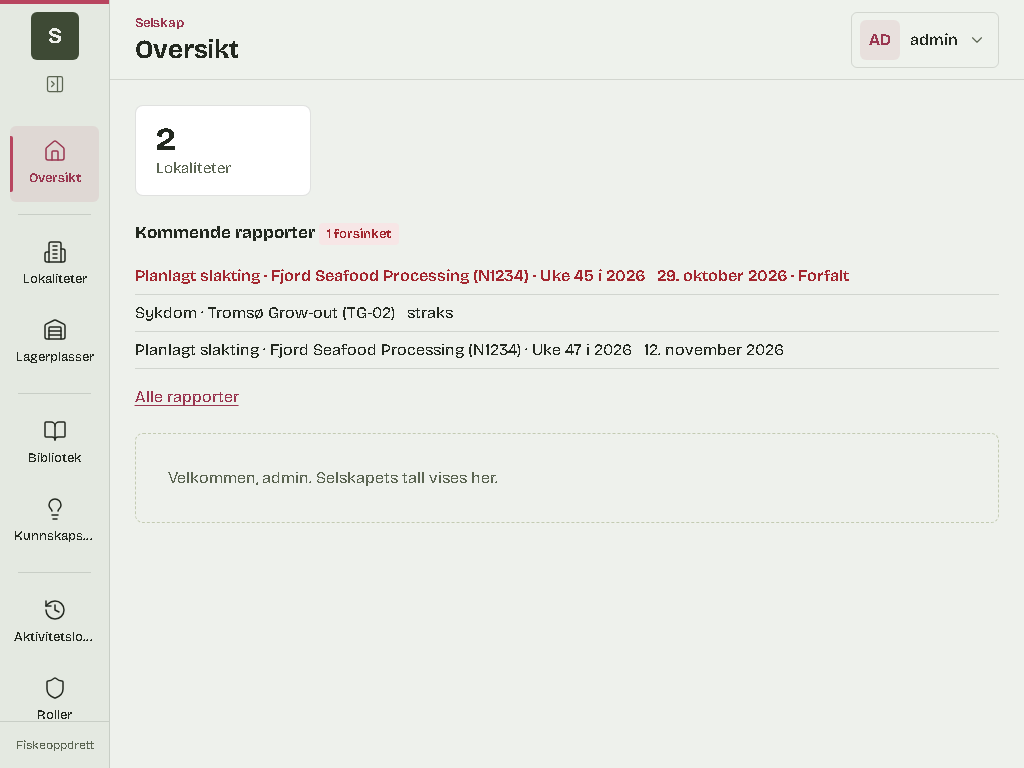 S
Selskap
Oversikt
AD admin
Oversikt
Lokaliteter
Lagerplasser
Bibliotek
Kunnskaps...
Aktivitetslo...
Roller
Fiskeoppdrett
2
Lokaliteter
Kommende rapporter 1 forsinket
Planlagt slakting · Fjord Seafood Processing (N1234) · Uke 45 i 2026 29. oktober 2026 · Forfalt
Sykdom · Tromsø Grow-out (TG-02) straks
Planlagt slakting · Fjord Seafood Processing (N1234) · Uke 47 i 2026 12. november 2026
Alle rapporter
Velkommen, admin. Selskapets tall vises her.